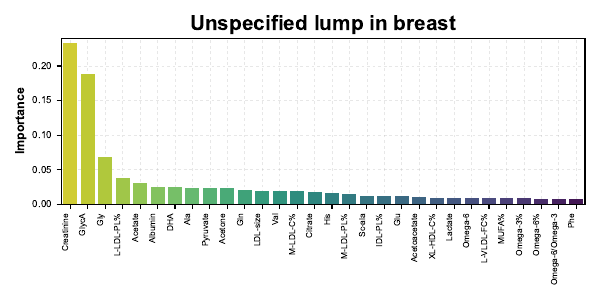 Unspecified lump in breast
Importance
0.20
0.15
0.10
0.05
0.00
Creatinine
GlycA
Gly
L-LDL-PL%
Acetate
Albumin
DHA
Ala
Pyruvate
Acetone
Gln
LDL-size
Val
M-LDL-C%
Citrate
His
M-LDL-PL%
S-cela
IDL-PL%
Glu
Acetoacetate
XL-HDL-C%
Lactate
Omega-6
L-VLDL-FC%
MUFA%
Omega-3%
Omega-6%
Omega-6/Omega-3
Phe